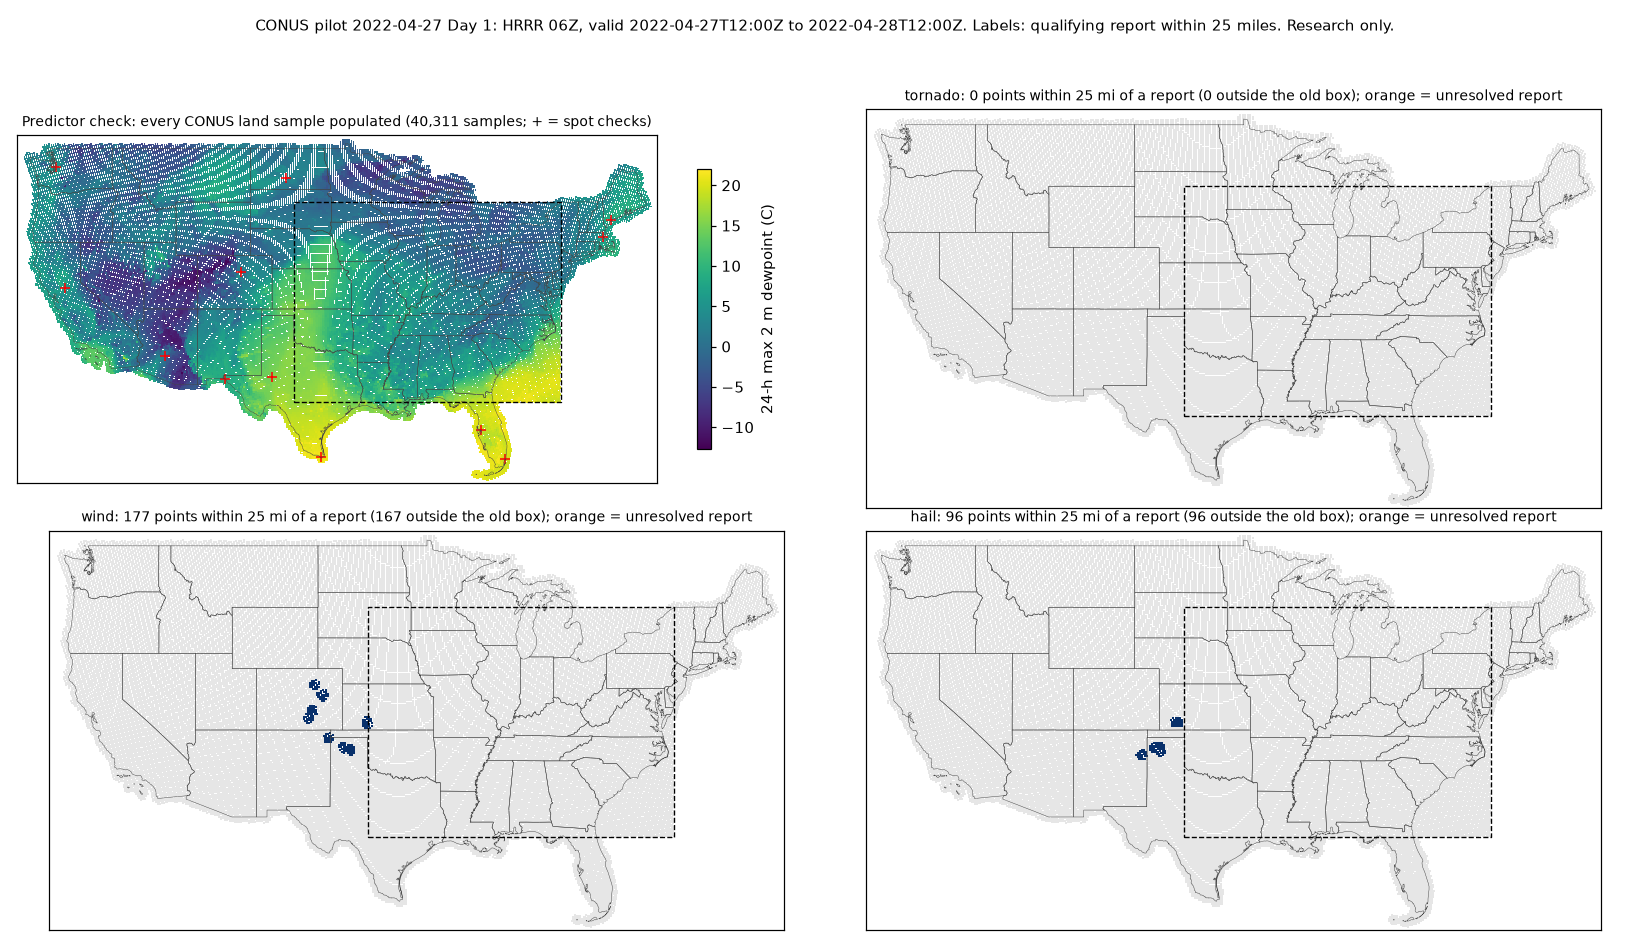 CONUS pilot 2022-04-27 Day 1: HRRR 06Z, valid 2022-04-27T12:00Z to 2022-04-28T12:00Z. Labels: qualifying report within 25 miles. Research only.
Predictor check: every CONUS land sample populated (40,311 samples; + = spot checks)
20
15
10
5
0
−5
−10
24-h max 2 m dewpoint (C)
tornado: 0 points within 25 mi of a report (0 outside the old box); orange = unresolved report
wind: 177 points within 25 mi of a report (167 outside the old box); orange = unresolved report
hail: 96 points within 25 mi of a report (96 outside the old box); orange = unresolved report